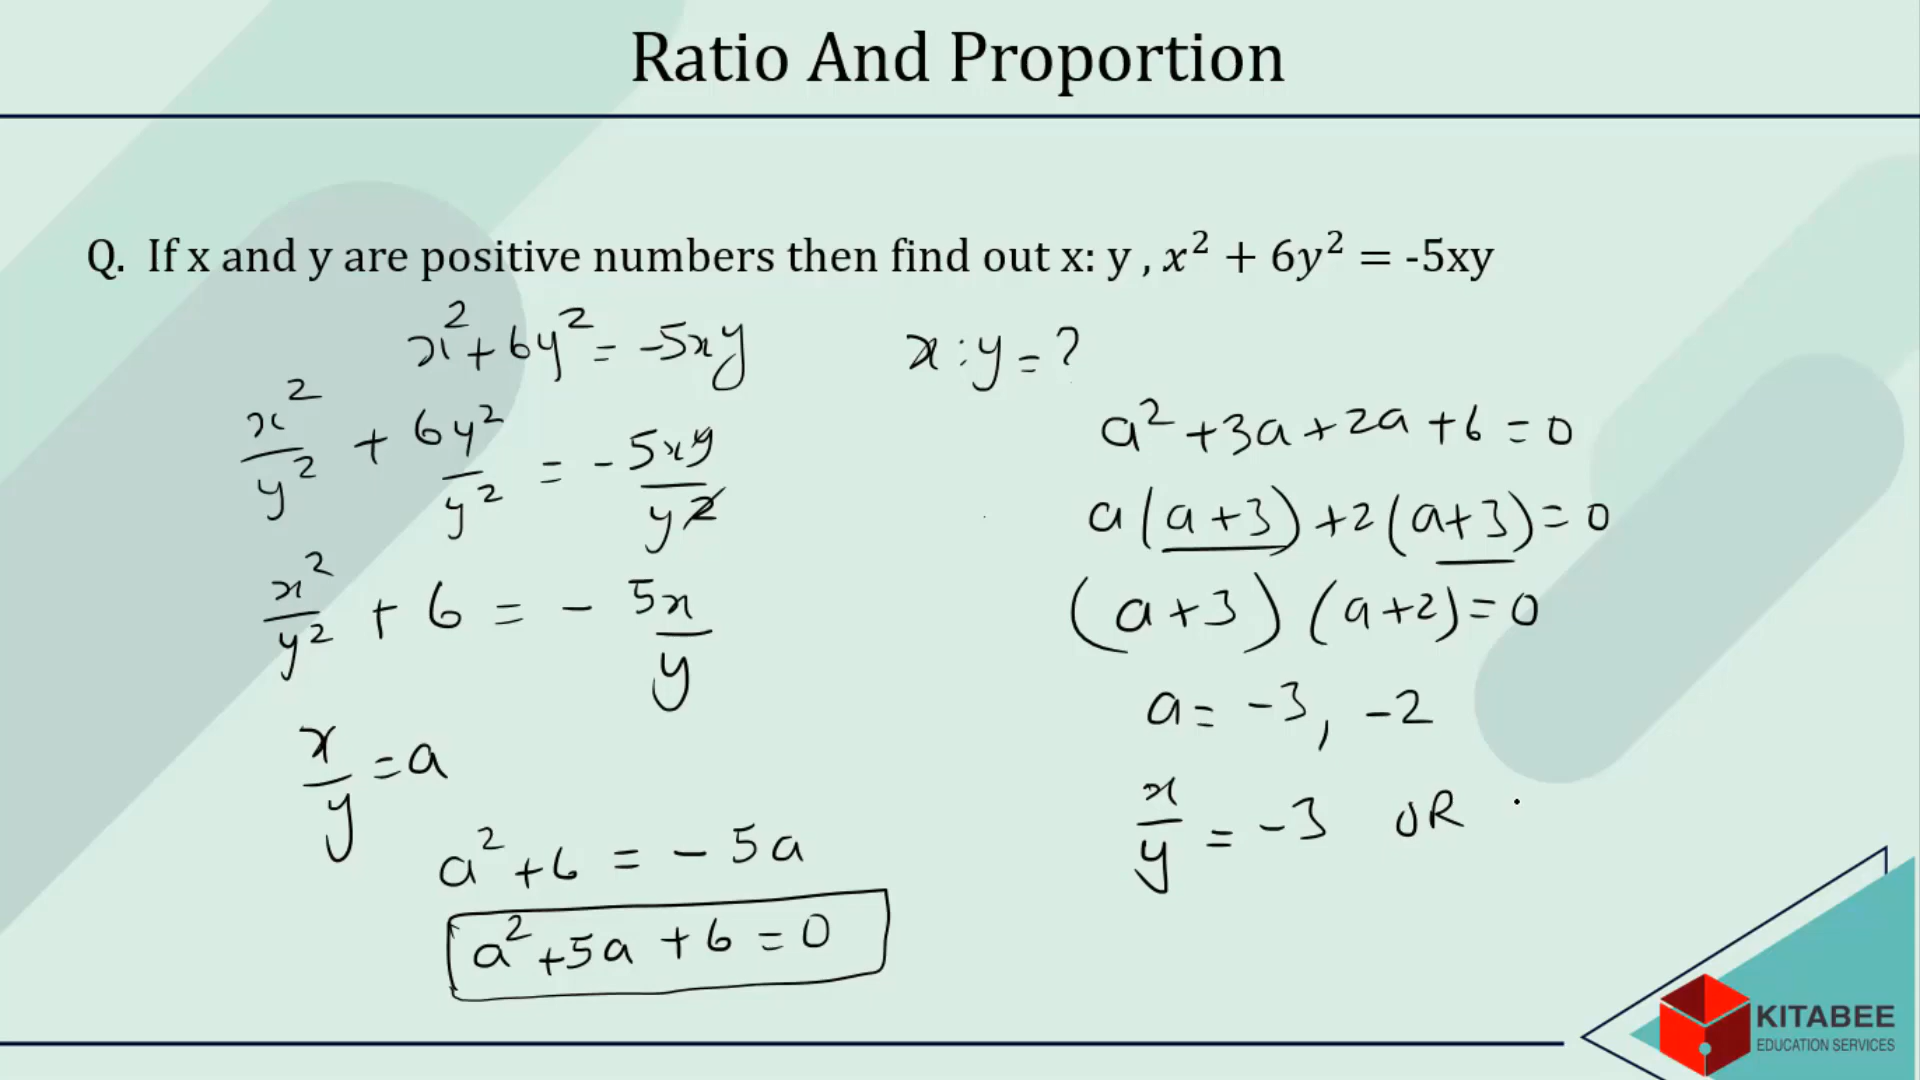 Ratio And Proportion
Q. If x and y are positive numbers then find out x: y , x² + 6y² = -5xy
x² + 6y² = -5xy
x²/y² + 6y²/y² = - 5xy/y²
x²/y² + 6 = - 5x/y
x/y = a
a² + 6 = - 5a
a² + 5a + 6 = 0
x : y = ?
a² + 3a + 2a + 6 = 0
a (a + 3) + 2 (a + 3) = 0
(a + 3) (a + 2) = 0
a = -3, -2
x/y = -3 OR
KITABEE
EDUCATION SERVICES